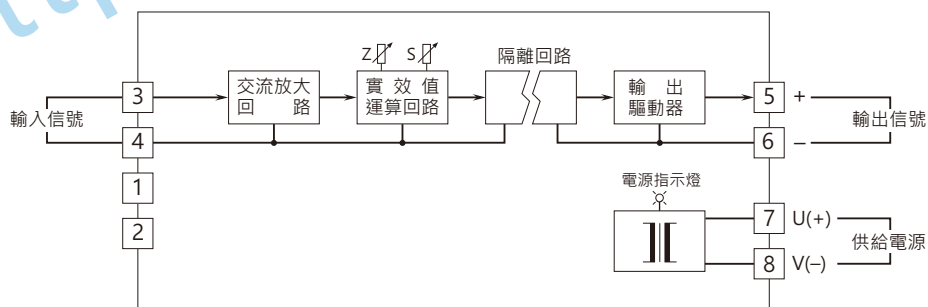 Z S 隔離回路
3 交流放大 實效值 輸出 5 +
輸入信號 回路 運算回路 驅動器 輸出信號
4 6 –
1 電源指示燈
2 7 U(+)
供給電源
8 V(–)